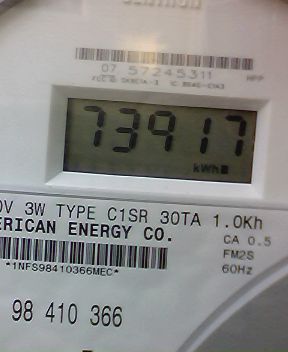 07 57245311
HPP
73917
kWh
0V 3W TYPE C1SR 30TA 1.0Kh
ERICAN ENERGY CO.
CA 0.5
FM2S
60Hz
*1NFS98410366MEC*
98 410 366